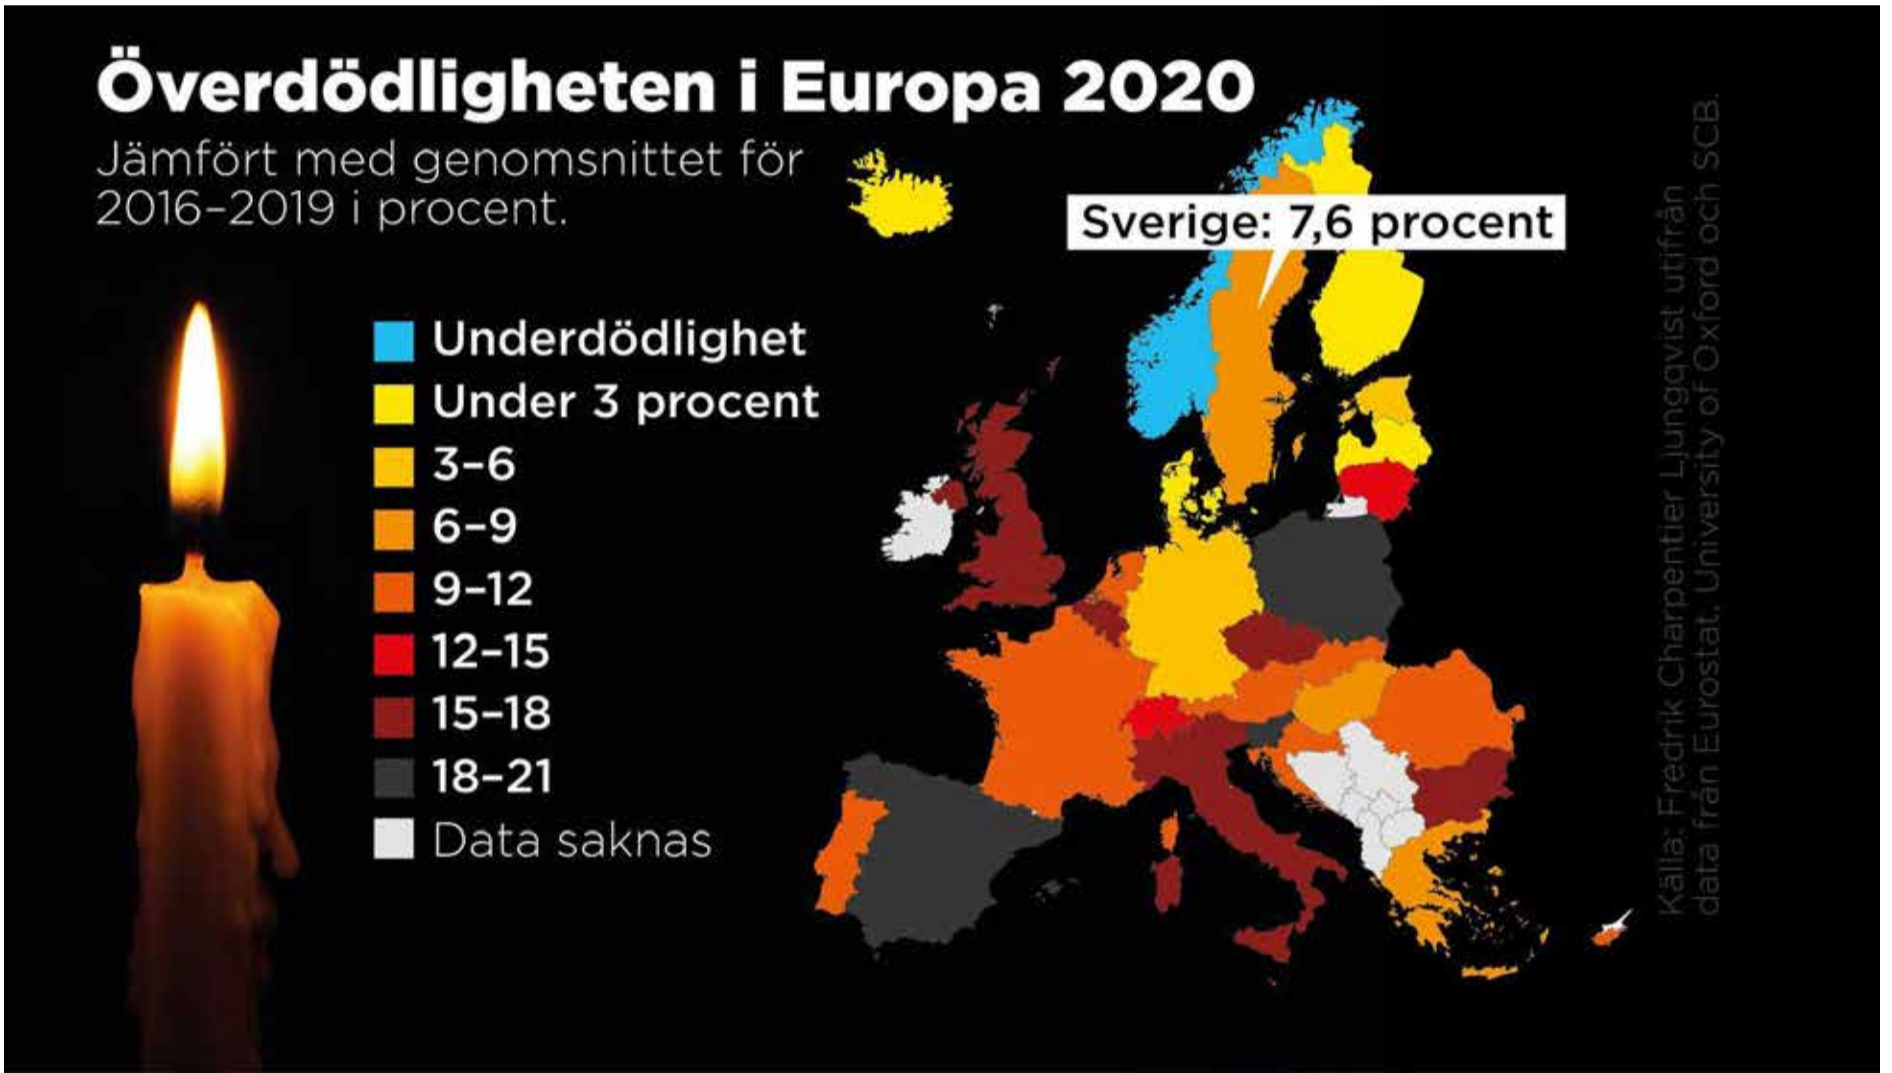 Överdödligheten i Europa 2020
Jämfört med genomsnittet för
2016–2019 i procent.
Sverige: 7,6 procent
Underdödlighet
Under 3 procent
3–6
6–9
9–12
12–15
15–18
18–21
Data saknas
Källa: Fredrik Charpentier Ljungqvist utifrån
data från Eurostat, University of Oxford och SCB.